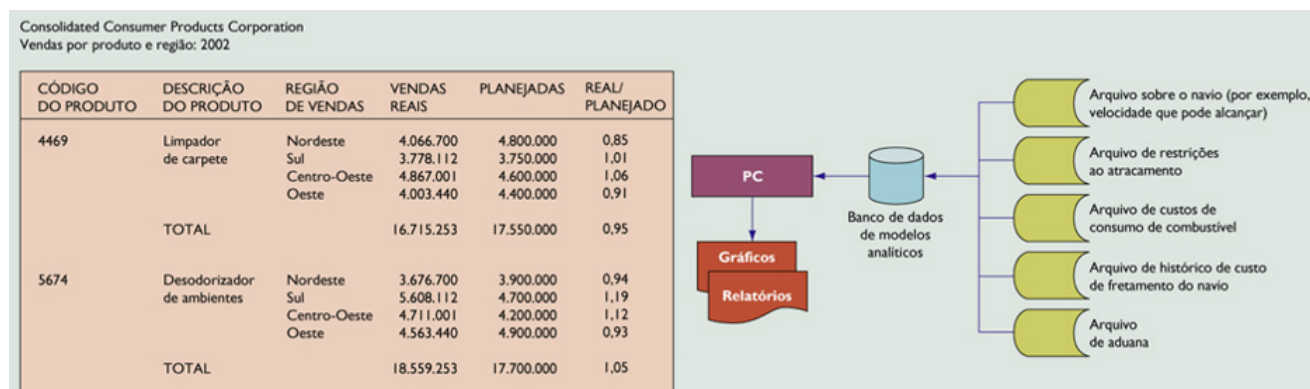 Consolidated Consumer Products Corporation
Vendas por produto e região: 2002
CÓDIGO DO PRODUTO DESCRIÇÃO DO PRODUTO REGIÃO DE VENDAS VENDAS REAIS PLANEJADAS REAL/PLANEJADO
4469 Limpador Nordeste 4.066.700 4.800.000 0,85
de carpete Sul 3.778.112 3.750.000 1,01
Centro-Oeste 4.867.001 4.600.000 1,06
Oeste 4.003.440 4.400.000 0,91
TOTAL 16.715.253 17.550.000 0,95
5674 Desodorizador Nordeste 3.676.700 3.900.000 0,94
de ambientes Sul 5.608.112 4.700.000 1,19
Centro-Oeste 4.711.001 4.200.000 1,12
Oeste 4.563.440 4.900.000 0,93
TOTAL 18.559.253 17.700.000 1,05
PC
Gráficos
Relatórios
Banco de dados
de modelos
analíticos
Arquivo sobre o navio (por exemplo,
velocidade que pode alcançar)
Arquivo de restrições
ao atracamento
Arquivo de custos de
consumo de combustível
Arquivo de histórico de custo
de fretamento do navio
Arquivo
de aduana